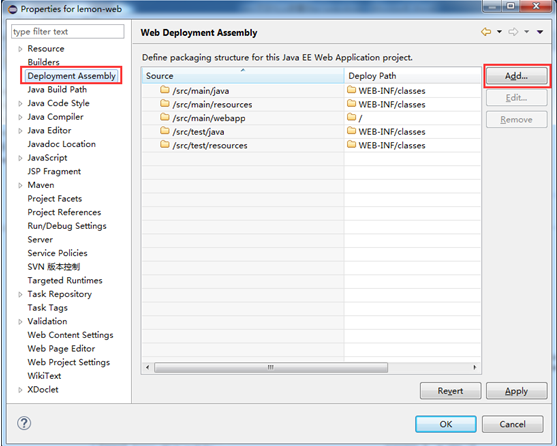 Properties for lemon-web
type filter text
Resource
Builders
Deployment Assembly
Java Build Path
Java Code Style
Java Compiler
Java Editor
Javadoc Location
JavaScript
JSP Fragment
Maven
Project Facets
Project References
Run/Debug Settings
Server
Service Policies
SVN 版本控制
Targeted Runtimes
Task Repository
Task Tags
Validation
Web Content Settings
Web Page Editor
Web Project Settings
WikiText
XDoclet
Web Deployment Assembly
Define packaging structure for this Java EE Web Application project.
Source Deploy Path
/src/main/java WEB-INF/classes
/src/main/resources WEB-INF/classes
/src/main/webapp /
/src/test/java WEB-INF/classes
/src/test/resources WEB-INF/classes
Add...
Edit...
Remove
Revert Apply
OK Cancel